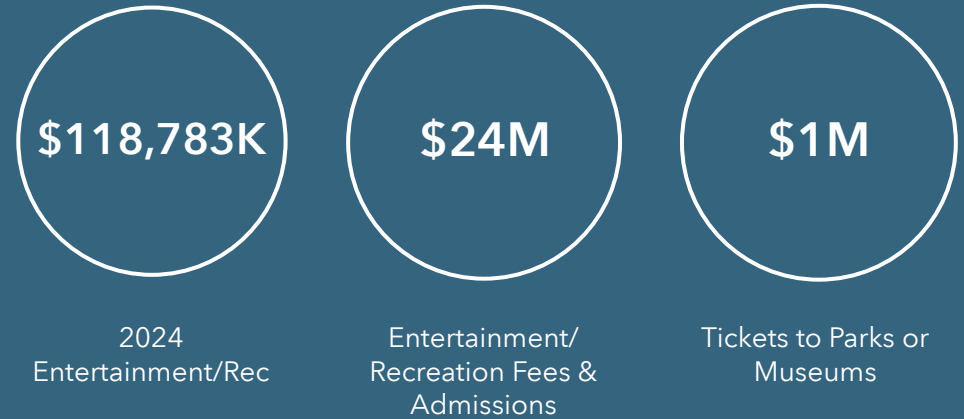 $118,783K
$24M
$1M
2024
Entertainment/Rec
Entertainment/
Recreation Fees &
Admissions
Tickets to Parks or
Museums